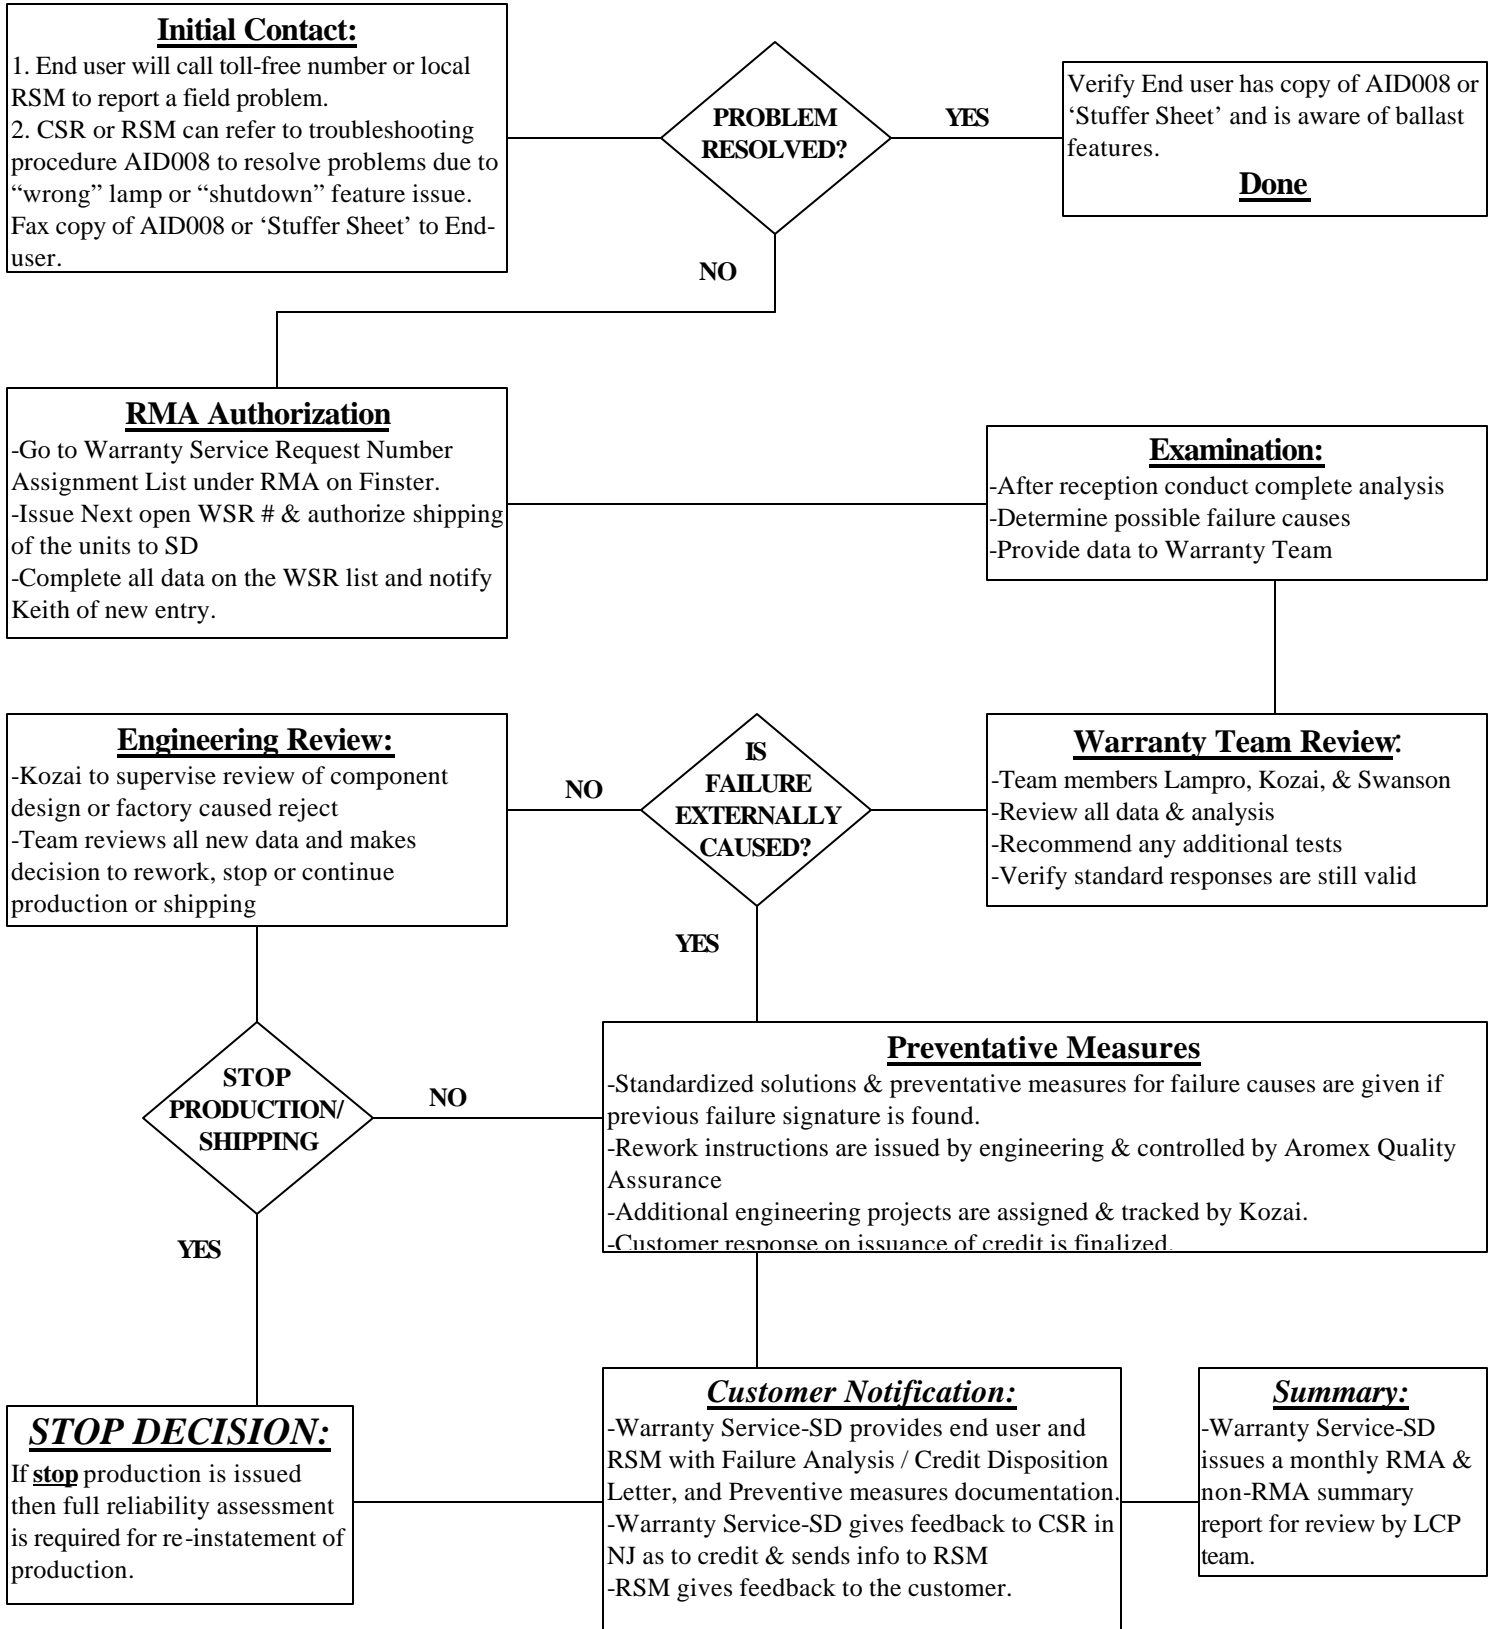 Initial Contact:
1. End user will call toll-free number or local
RSM to report a field problem.
2. CSR or RSM can refer to troubleshooting
procedure AID008 to resolve problems due to
“wrong” lamp or “shutdown” feature issue.
Fax copy of AID008 or ‘Stuffer Sheet’ to End-
user.
PROBLEM
RESOLVED?
YES
NO
Verify End user has copy of AID008 or
‘Stuffer Sheet’ and is aware of ballast
features.
Done
RMA Authorization
-Go to Warranty Service Request Number
Assignment List under RMA on Finster.
-Issue Next open WSR # & authorize shipping
of the units to SD
-Complete all data on the WSR list and notify
Keith of new entry.
Examination:
-After reception conduct complete analysis
-Determine possible failure causes
-Provide data to Warranty Team
Warranty Team Review:
-Team members Lampro, Kozai, & Swanson
-Review all data & analysis
-Recommend any additional tests
-Verify standard responses are still valid
IS
FAILURE
EXTERNALLY
CAUSED?
NO
YES
Engineering Review:
-Kozai to supervise review of component
design or factory caused reject
-Team reviews all new data and makes
decision to rework, stop or continue
production or shipping
STOP
PRODUCTION/
SHIPPING
NO
YES
Preventative Measures
-Standardized solutions & preventative measures for failure causes are given if
previous failure signature is found.
-Rework instructions are issued by engineering & controlled by Aromex Quality
Assurance
-Additional engineering projects are assigned & tracked by Kozai.
-Customer response on issuance of credit is finalized.
STOP DECISION:
If stop production is issued
then full reliability assessment
is required for re-instatement of
production.
Customer Notification:
-Warranty Service-SD provides end user and
RSM with Failure Analysis / Credit Disposition
Letter, and Preventive measures documentation.
-Warranty Service-SD gives feedback to CSR in
NJ as to credit & sends info to RSM
-RSM gives feedback to the customer.
Summary:
-Warranty Service-SD
issues a monthly RMA &
non-RMA summary
report for review by LCP
team.